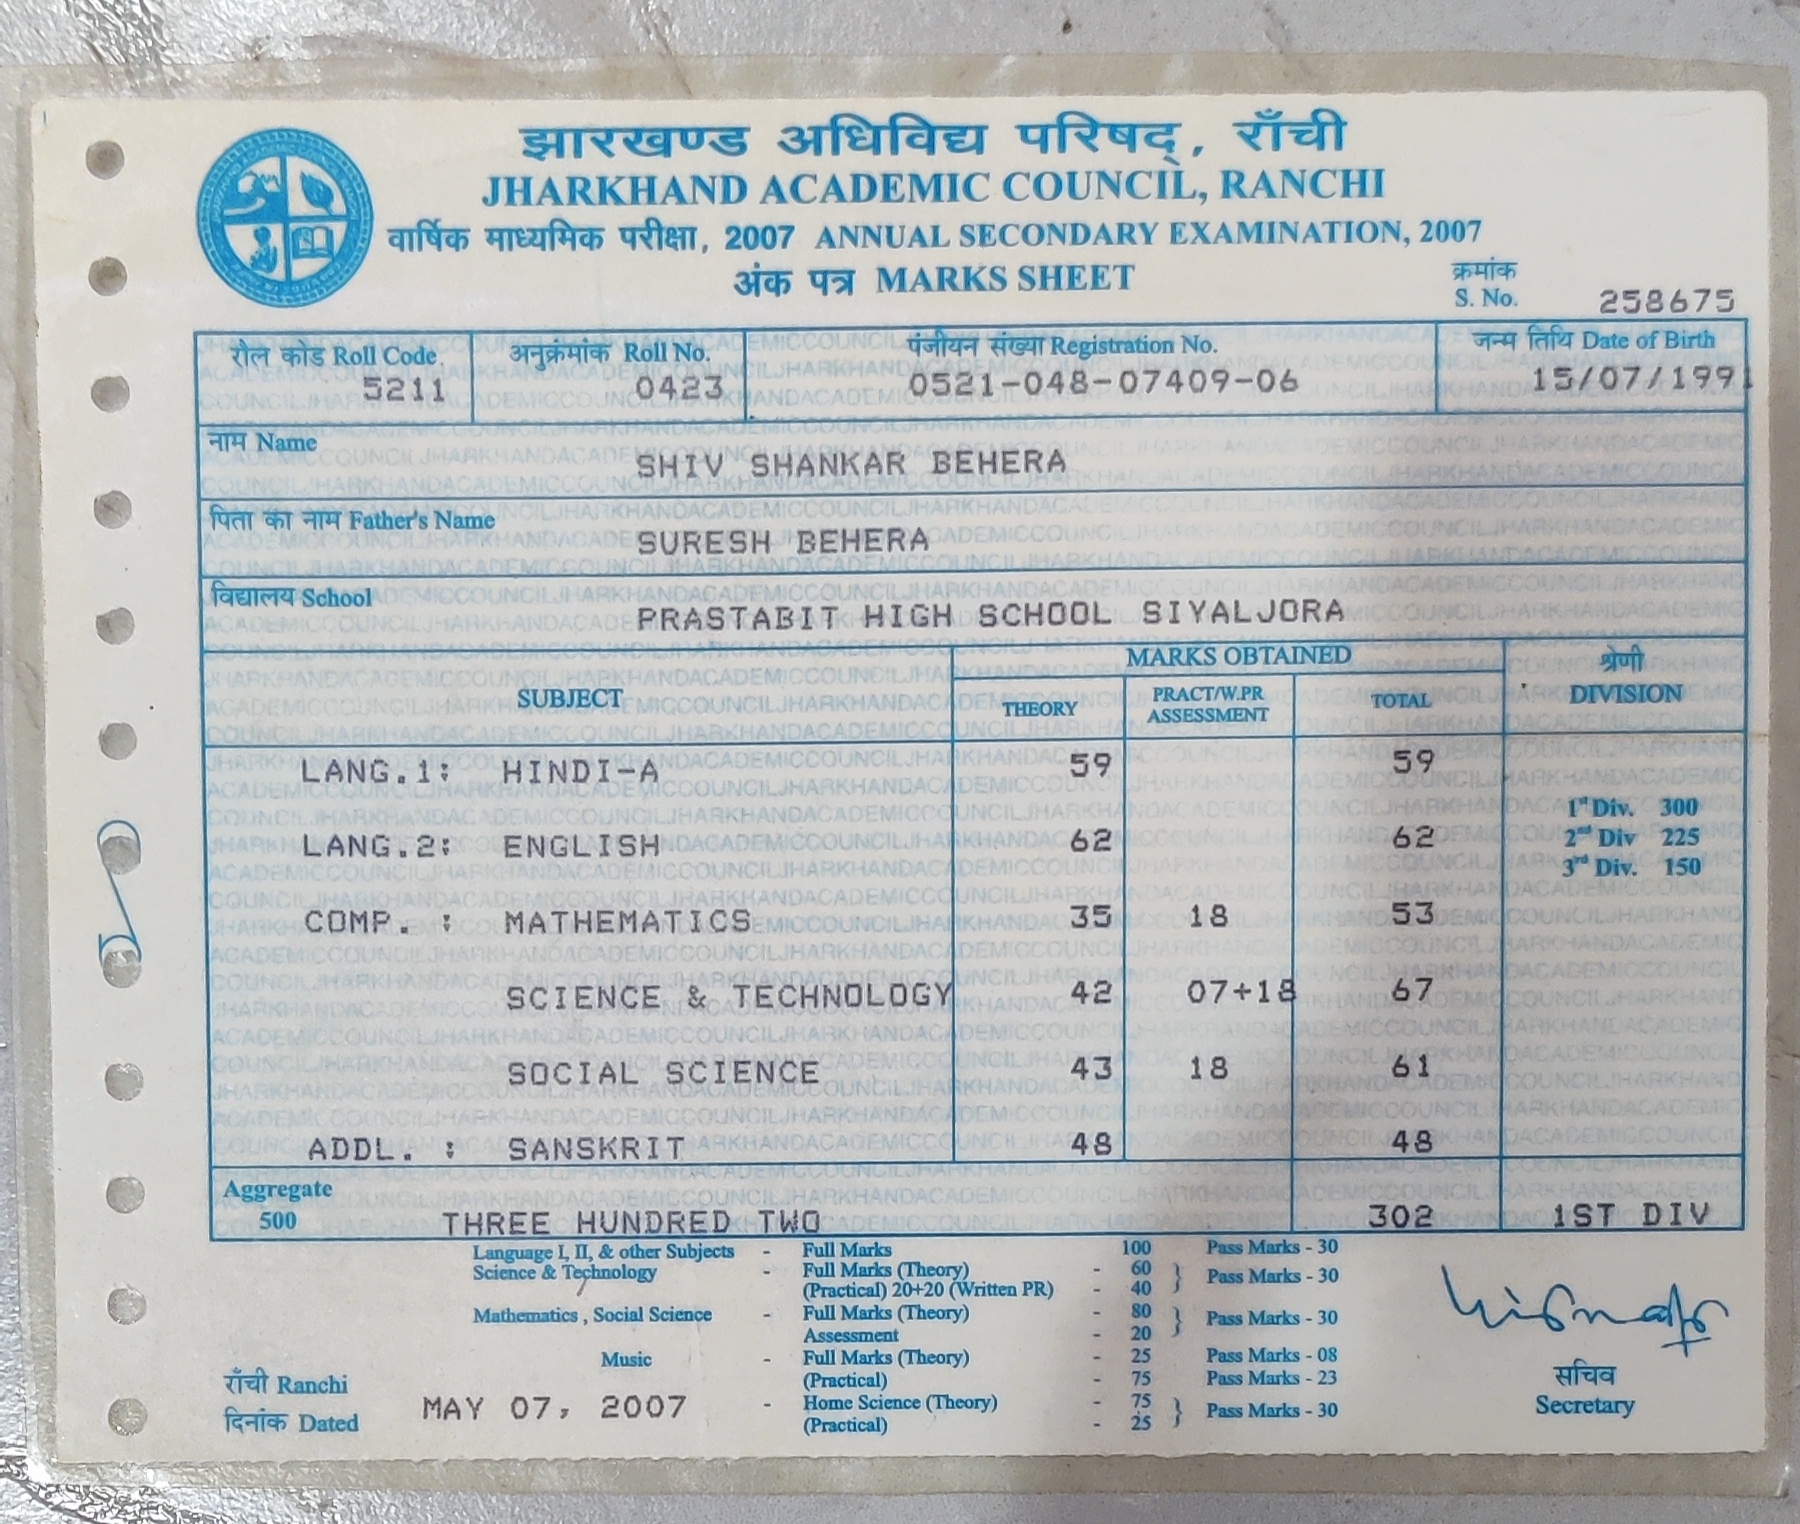 झारखण्ड अधिविद्य परिषद्, राँची
JHARKHAND ACADEMIC COUNCIL, RANCHI
वार्षिक माध्यमिक परीक्षा, 2007 ANNUAL SECONDARY EXAMINATION, 2007
अंक पत्र MARKS SHEET
क्रमांक
S. No. 258675
रौल कोड Roll Code अनुक्रमांक Roll No. पंजीयन संख्या Registration No. जन्म तिथि Date of Birth
5211 0423 0521-048-07409-06 15/07/1991
नाम Name SHIV SHANKAR BEHERA
पिता का नाम Father's Name SURESH BEHERA
विद्यालय School PRASTABIT HIGH SCHOOL SIYALJORA
SUBJECT MARKS OBTAINED श्रेणी
THEORY PRACT/W.PR ASSESSMENT TOTAL DIVISION
LANG.1: HINDI-A 59 59
1st Div. 300
LANG.2: ENGLISH 62 62 2nd Div 225
3rd Div. 150
COMP. : MATHEMATICS 35 18 53
SCIENCE & TECHNOLOGY 42 07+18 67
SOCIAL SCIENCE 43 18 61
ADDL. : SANSKRIT 48 48
Aggregate
500 THREE HUNDRED TWO 302 1ST DIV
Language I, II, & other Subjects - Full Marks 100 Pass Marks - 30
Science & Technology - Full Marks (Theory) - 60 } Pass Marks - 30
(Practical) 20+20 (Written PR) - 40
Mathematics , Social Science - Full Marks (Theory) - 80 } Pass Marks - 30
Assessment - 20
Music - Full Marks (Theory) - 25 Pass Marks - 08
(Practical) - 75 Pass Marks - 23
- Home Science (Theory) - 75 } Pass Marks - 30
(Practical) - 25
राँची Ranchi
दिनांक Dated MAY 07, 2007
सचिव
Secretary